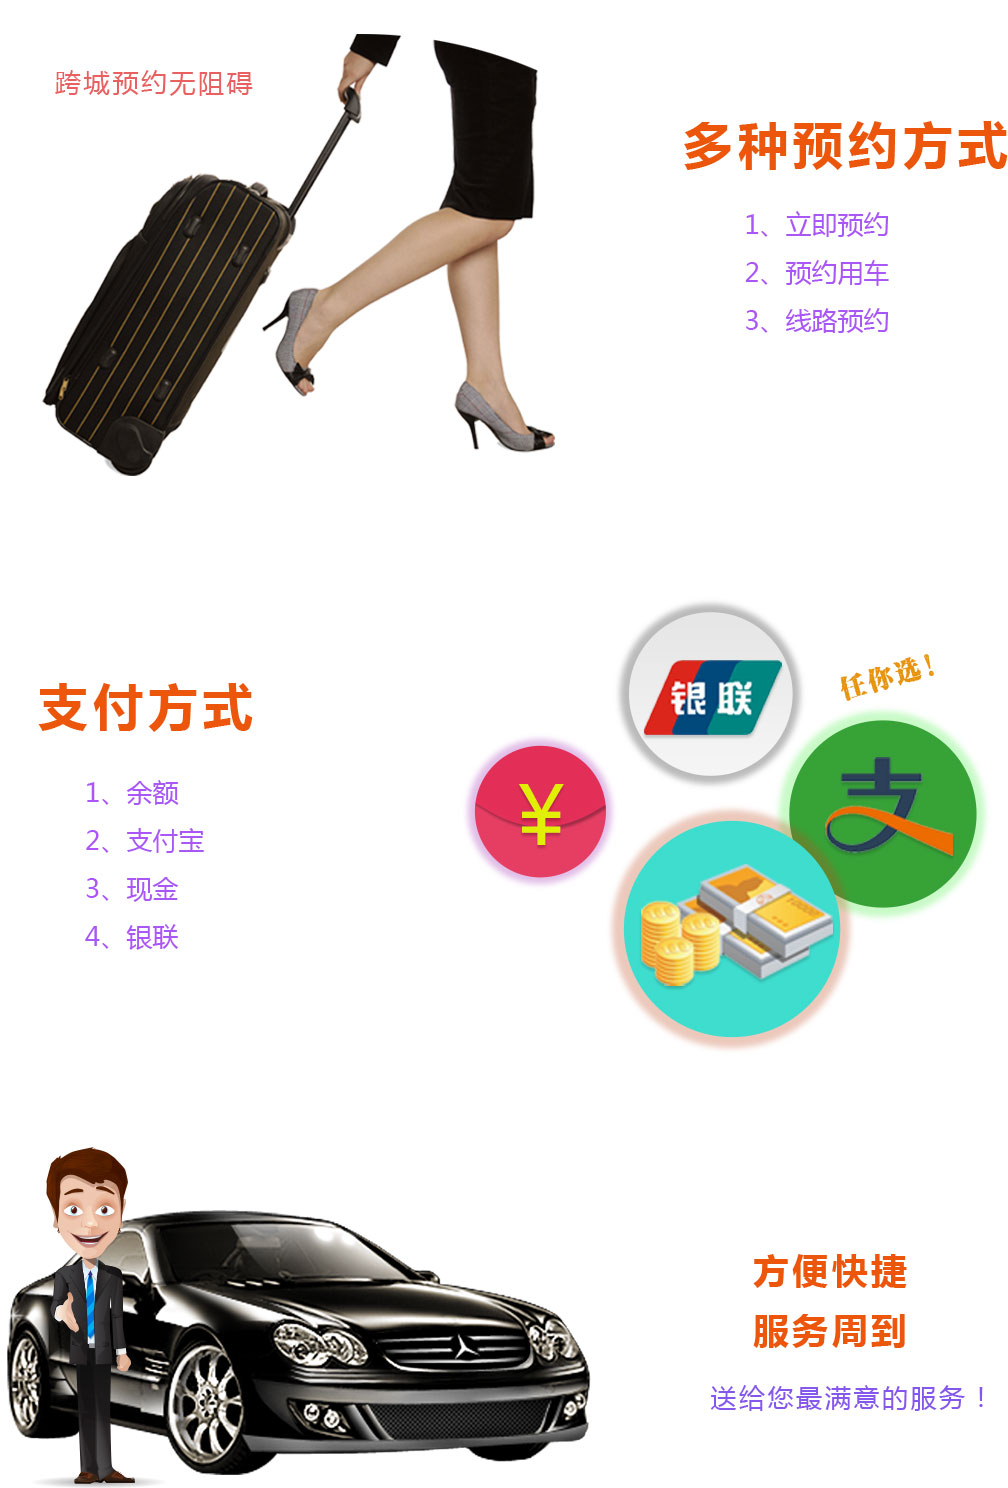 跨城预约无阻碍
多种预约方式
1、立即预约
2、预约用车
3、线路预约
支付方式
1、余额
2、支付宝
3、现金
4、银联
银联
任你选！
¥
支
方便快捷
服务周到
送给您最满意的服务！